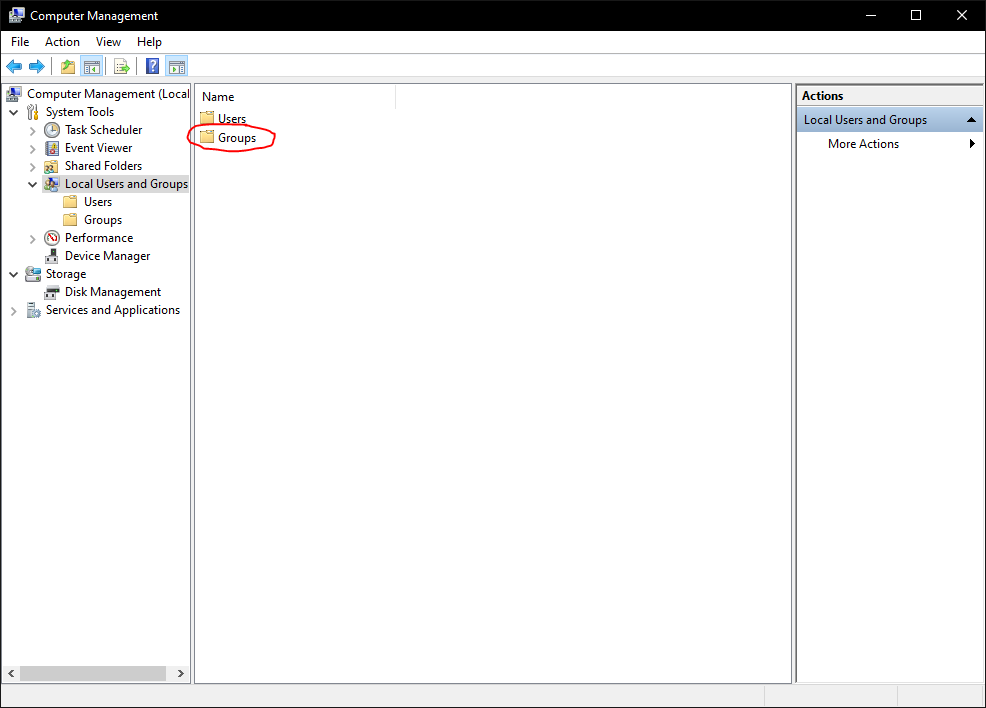 Computer Management
File Action View Help
Computer Management (Local
System Tools
Task Scheduler
Event Viewer
Shared Folders
Local Users and Groups
Users
Groups
Performance
Device Manager
Storage
Disk Management
Services and Applications
Name
Users
Groups
Actions
Local Users and Groups
More Actions